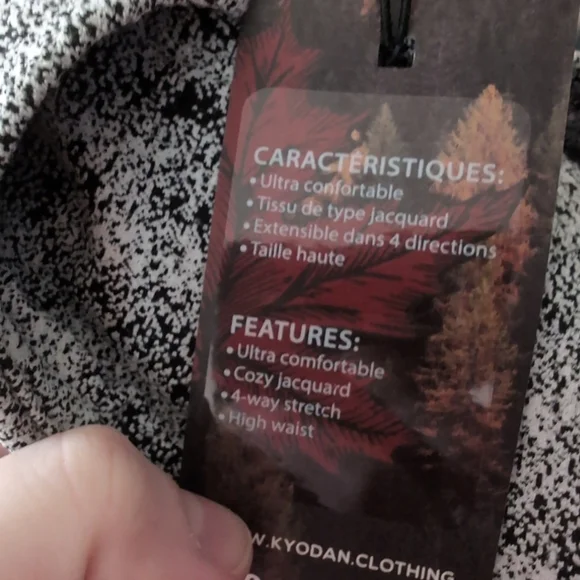 CARACTÉRISTIQUES:
• Ultra confortable
• Tissu de type jacquard
• Extensible dans 4 directions
• Taille haute
FEATURES:
• Ultra comfortable
• Cozy jacquard
• 4-way stretch
• High waist
W.KYODAN.CLOTHING